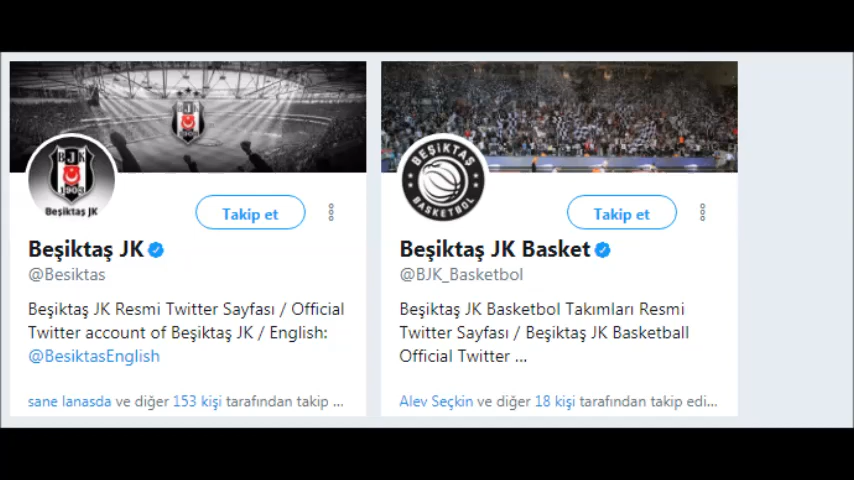 BJK
1903
BJK
1903
Beşiktaş JK
Takip et
Beşiktaş JK
@Besiktas
Beşiktaş JK Resmi Twitter Sayfası / Official
Twitter account of Beşiktaş JK / English:
@BesiktasEnglish
sane lanasda ve diğer 153 kişi tarafından takip ...
BEŞİKTAŞ
BASKETBOL
Takip et
Beşiktaş JK Basket
@BJK_Basketbol
Beşiktaş JK Basketbol Takımları Resmi
Twitter Sayfası / Beşiktaş JK Basketball
Official Twitter ...
Alev Seçkin ve diğer 18 kişi tarafından takip edi...